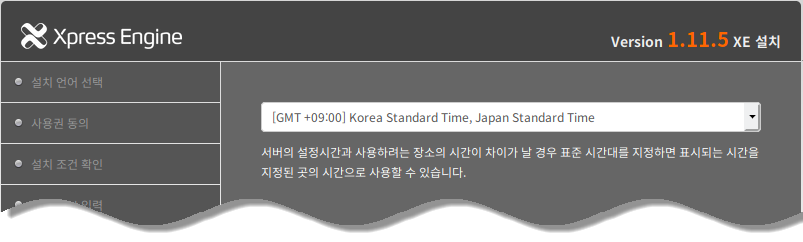 Xpress Engine
Version 1.11.5 XE 설치
설치 언어 선택
사용권 동의
설치 조건 확인
입력
[GMT +09:00] Korea Standard Time, Japan Standard Time
서버의 설정시간과 사용하려는 장소의 시간이 차이가 날 경우 표준 시간대를 지정하면 표시되는 시간을
지정된 곳의 시간으로 사용할 수 있습니다.